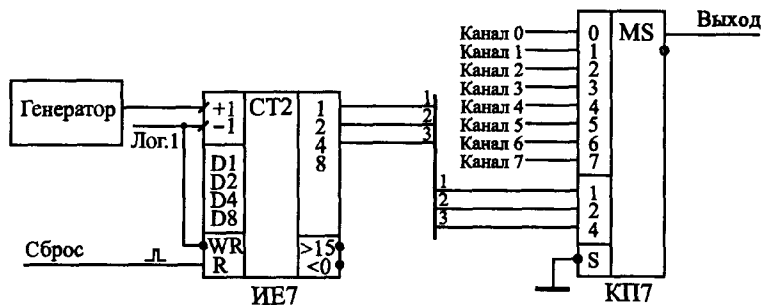 Выход
Канал 0 0 MS
Канал 1 1
Канал 2 2
Канал 3 3
Канал 4 4
Канал 5 5
Канал 6 6
Канал 7 7
1
2
4
S
КП7
Генератор
Лог.1
Сброс
+1 CT2 1
-1 2
4
8
D1
D2
D4
D8
WR >15
R <0
ИЕ7
1
2
3
1
2
3